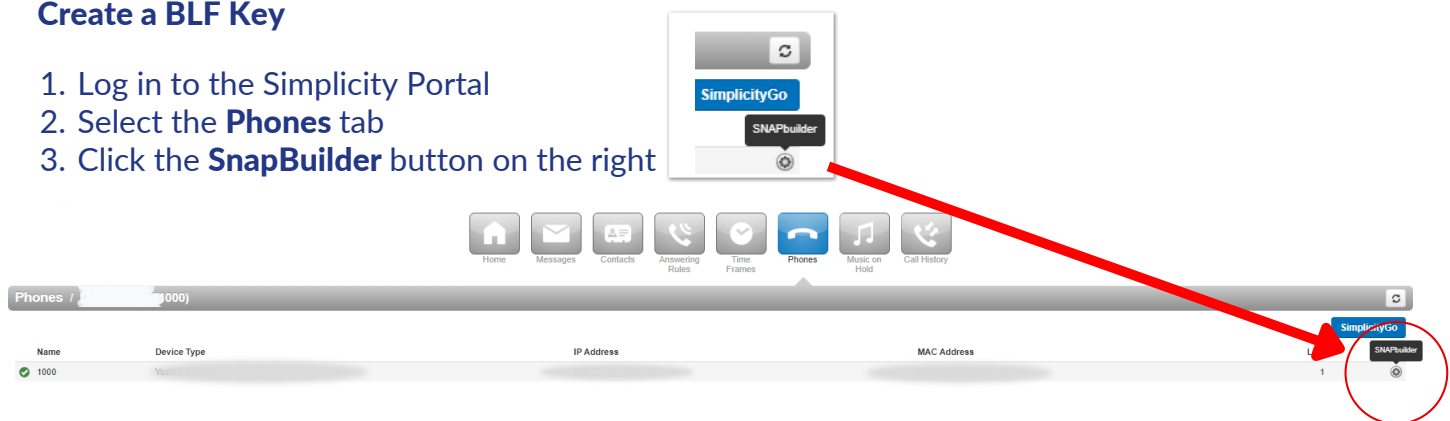 Create a BLF Key
1. Log in to the Simplicity Portal
2. Select the Phones tab
3. Click the SnapBuilder button on the right
SimplicityGo
SNAPbuilder
Home Messages Contacts Answering Rules Time Frames Phones Music on Hold Call History
Phones / 000)
SimplicityGo
SNAPbuilder
Name Device Type IP Address MAC Address
1000 1